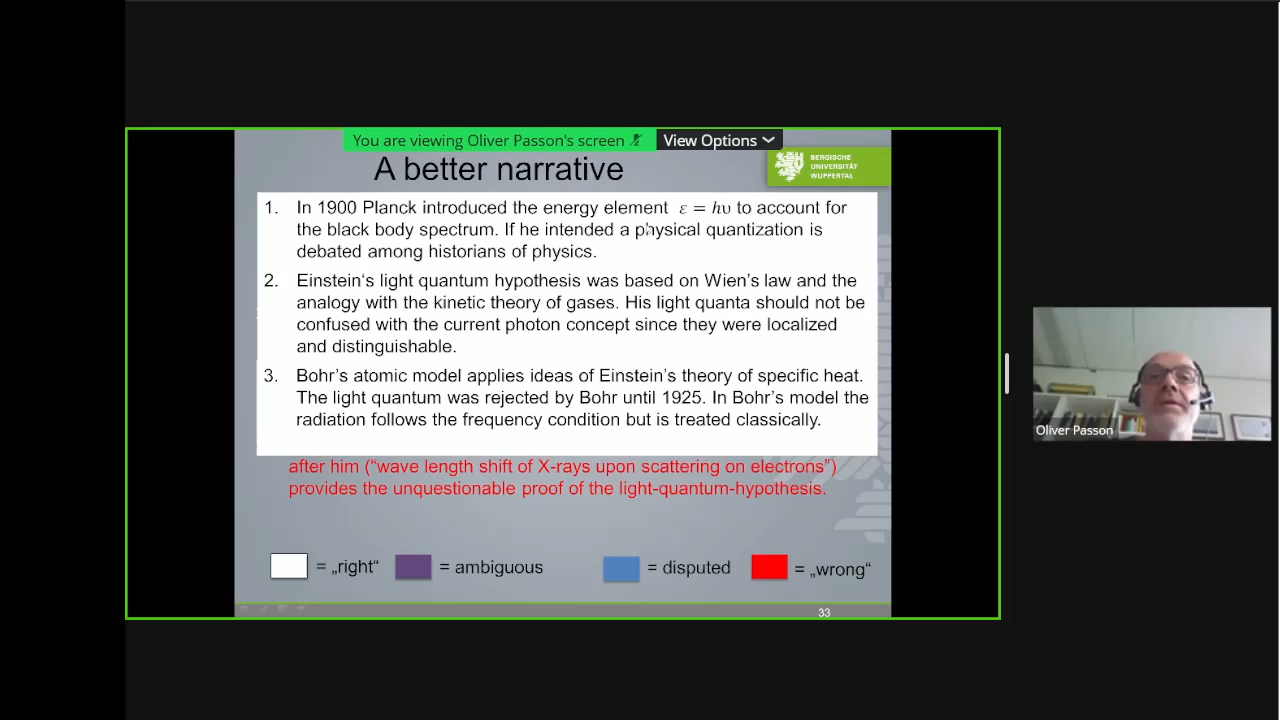 You are viewing Oliver Passon's screen
View Options
A better narrative
BERGISCHE
UNIVERSITÄT
WUPPERTAL
1. In 1900 Planck introduced the energy element ε = hυ to account for
the black body spectrum. If he intended a physical quantization is
debated among historians of physics.
2. Einstein‘s light quantum hypothesis was based on Wien’s law and the
analogy with the kinetic theory of gases. His light quanta should not be
confused with the current photon concept since they were localized
and distinguishable.
3. Bohr’s atomic model applies ideas of Einstein’s theory of specific heat.
The light quantum was rejected by Bohr until 1925. In Bohr’s model the
radiation follows the frequency condition but is treated classically.
after him (“wave length shift of X-rays upon scattering on electrons”)
provides the unquestionable proof of the light-quantum-hypothesis.
= „right“ = ambiguous = disputed = „wrong“
33
Oliver Passon